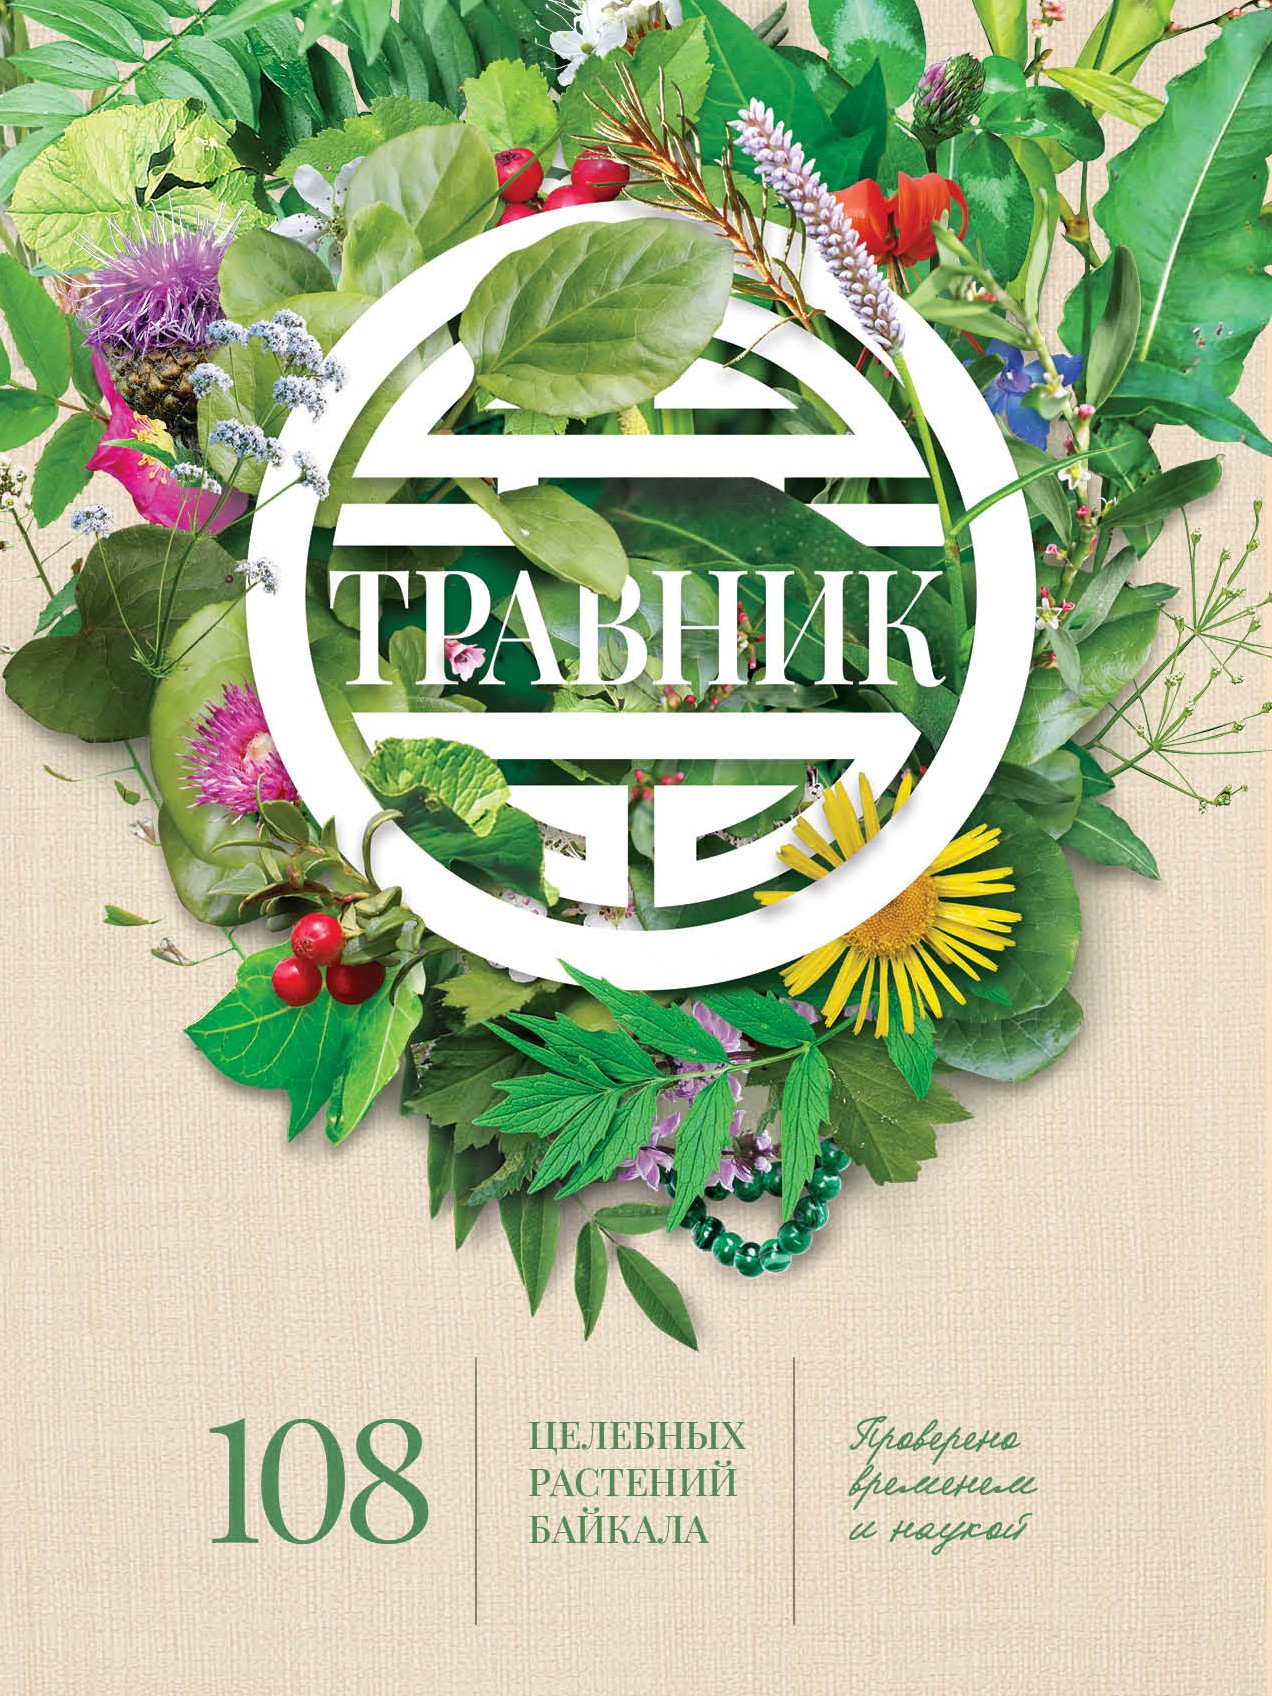 ТРАВНИК
108
ЦЕЛЕБНЫХ
РАСТЕНИЙ
БАЙКАЛА
Проверено
временем
и наукой